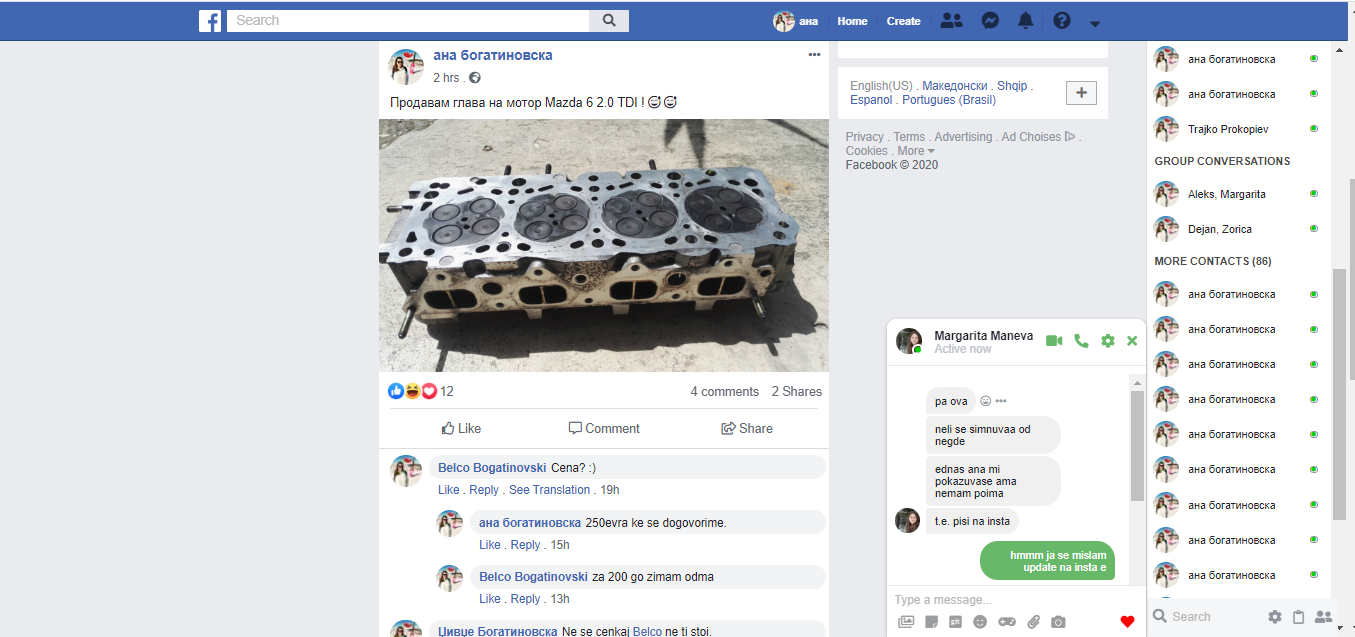 Search
ана
Home
Create
ана богатиновска
2 hrs .
Продавам глава на мотор Mazda 6 2.0 TDI !
12
4 comments
2 Shares
Like
Comment
Share
Belco Bogatinovski Cena? :)
Like . Reply . See Translation . 19h
ана богатиновска 250evra ke se dogovorime.
Like . Reply . 15h
Belco Bogatinovski za 200 go zimam odma
Like . Reply . 13h
Цивџе Богатиновска Ne se cenkaj Belco ne ti stoj.
English(US) . Македонски . Shqip .
Espanol . Portugues (Brasil)
Privacy . Terms . Advertising . Ad Choises .
Cookies . More
Facebook © 2020
Margarita Maneva
Active now
pa ova
neli se simnuvaa od
negde
ednas ana mi
pokazuvase ama
nemam poima
t.e. pisi na insta
hmmm ja se mislam
update na insta e
Type a message...
ана богатиновска
ана богатиновска
Trajko Prokopiev
GROUP CONVERSATIONS
Aleks, Margarita
Dejan, Zorica
MORE CONTACTS (86)
ана богатиновска
ана богатиновска
ана богатиновска
ана богатиновска
ана богатиновска
ана богатиновска
ана богатиновска
ана богатиновска
ана богатиновска
Search